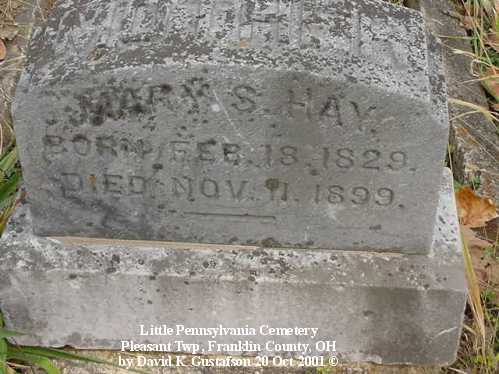 MOTHER
MARY S. HAY.
BORN FEB. 18. 1829.
DIED NOV. 11. 1899.
Little Pennsylvania Cemetery
Pleasant Twp, Franklin County, OH
by David K Gustafson 20 Oct 2001 ©